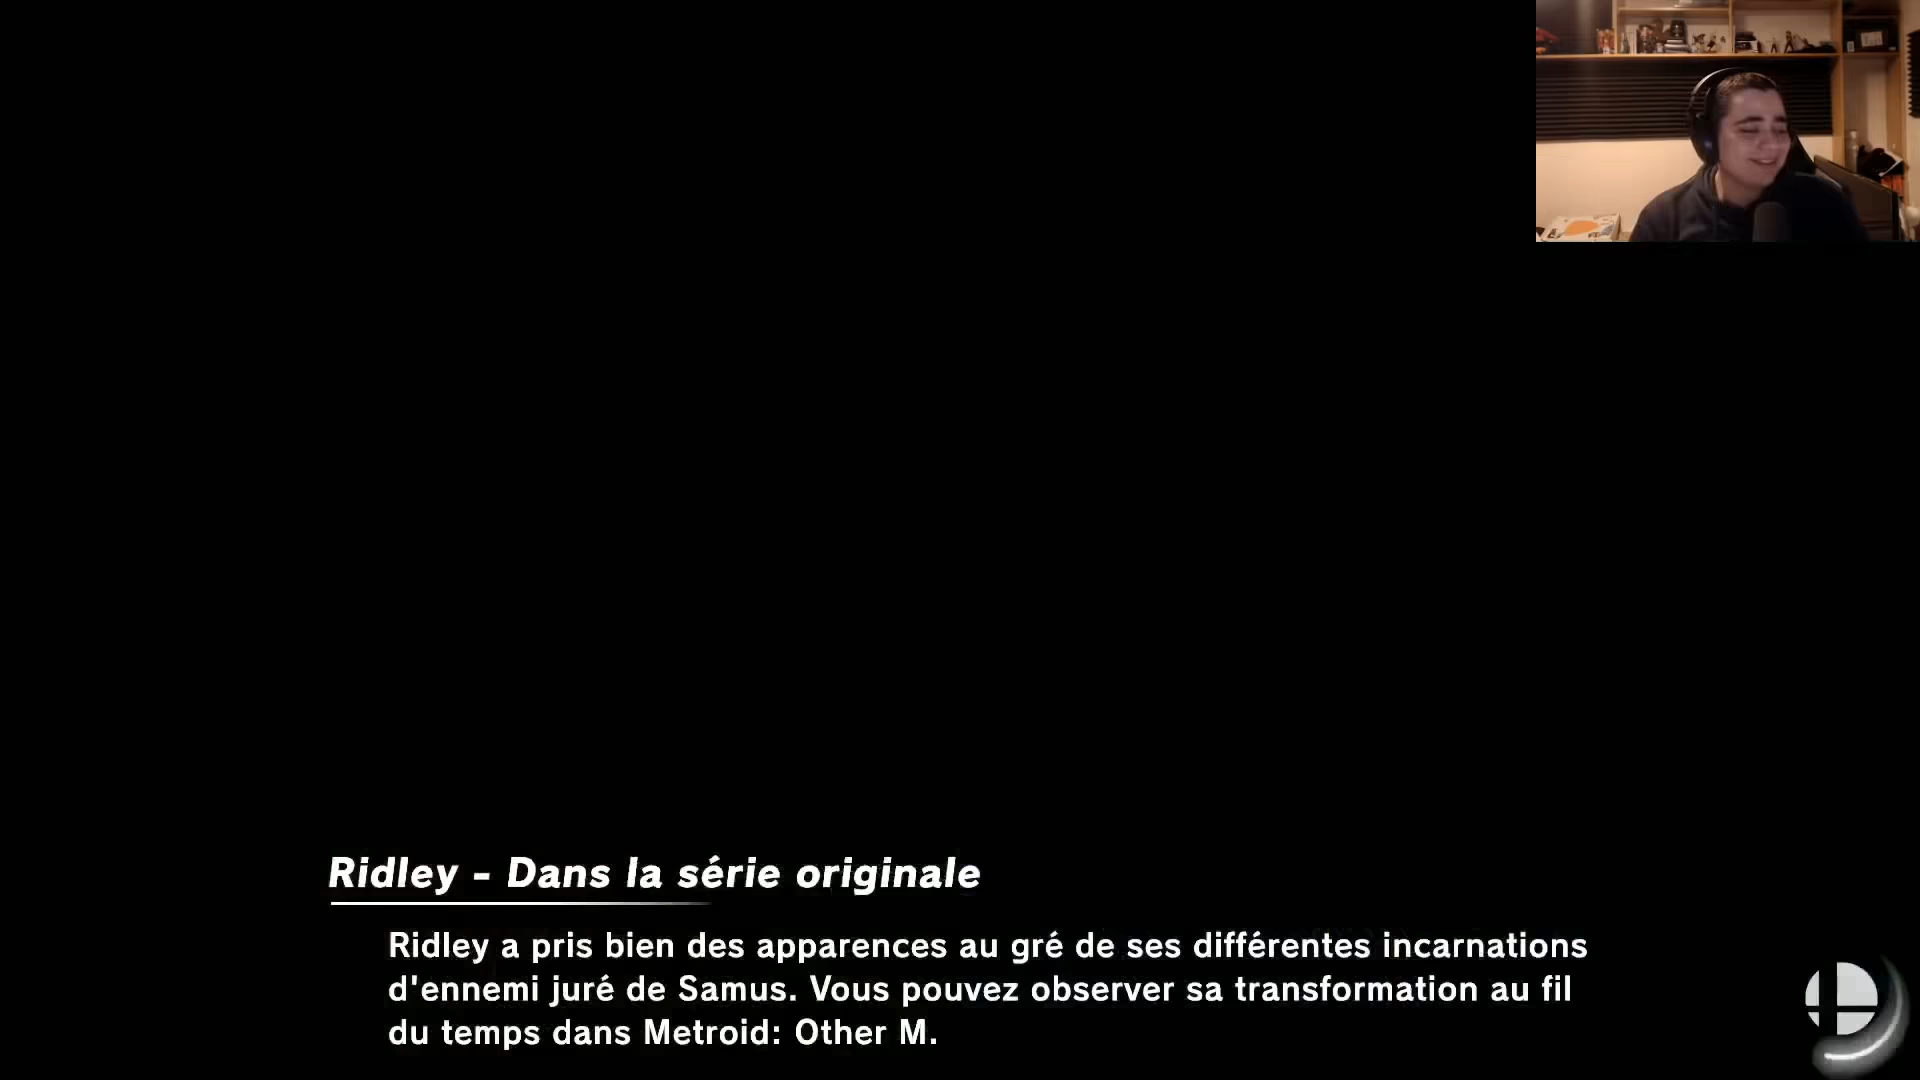 Ridley - Dans la série originale
Ridley a pris bien des apparences au gré de ses différentes incarnations
d'ennemi juré de Samus. Vous pouvez observer sa transformation au fil
du temps dans Metroid: Other M.